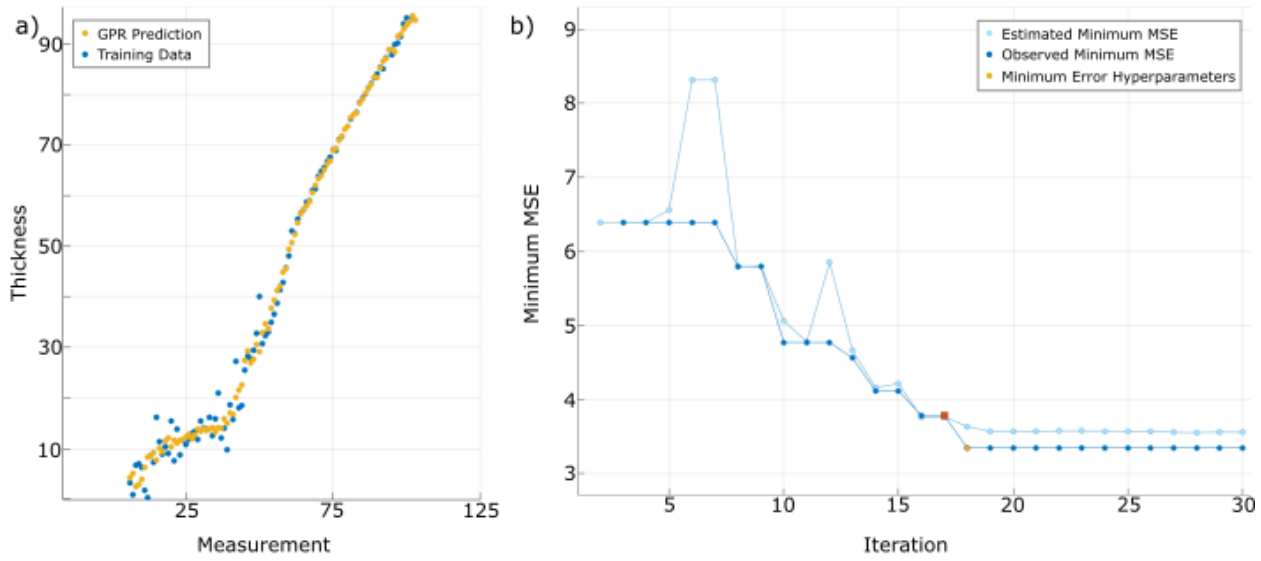 a)
GPR Prediction
Training Data
90
70
50
30
10
Thickness
25
75
125
Measurement
b)
Estimated Minimum MSE
Observed Minimum MSE
Minimum Error Hyperparameters
9
8
7
6
5
4
3
Minimum MSE
5
10
15
20
25
30
Iteration